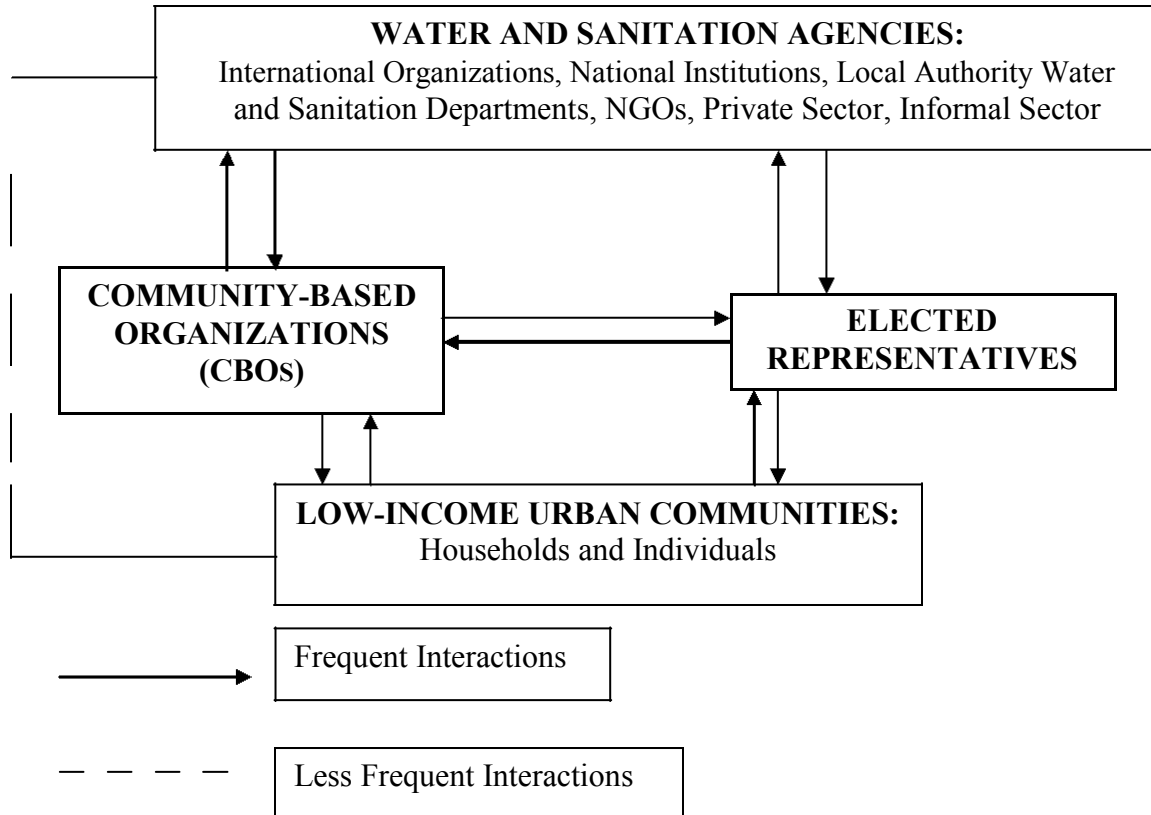 WATER AND SANITATION AGENCIES:
International Organizations, National Institutions, Local Authority Water
and Sanitation Departments, NGOs, Private Sector, Informal Sector
COMMUNITY-BASED
ORGANIZATIONS
(CBOS)
ELECTED
REPRESENTATIVES
LOW-INCOME URBAN COMMUNITIES:
Households and Individuals
Frequent Interactions
Less Frequent Interactions